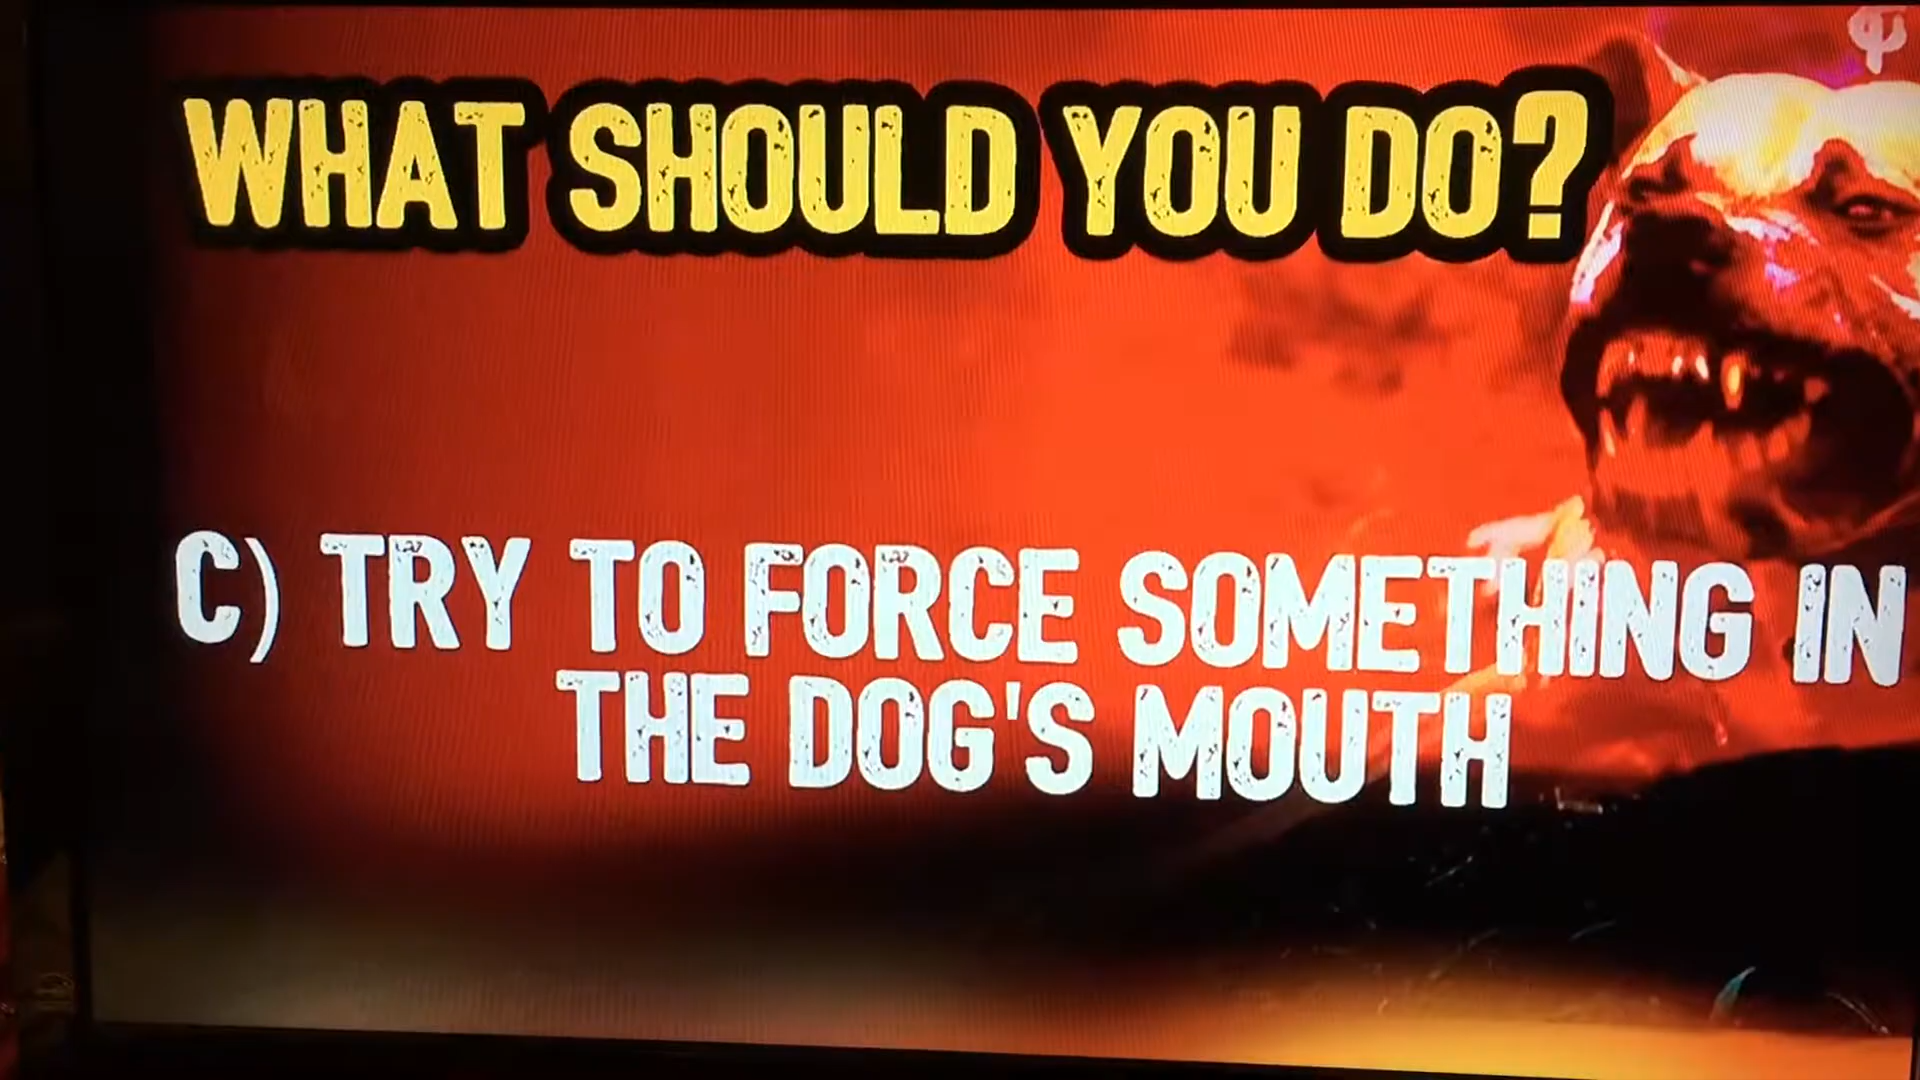 WHAT SHOULD YOU DO?
C) TRY TO FORCE SOMETHING IN
THE DOG'S MOUTH